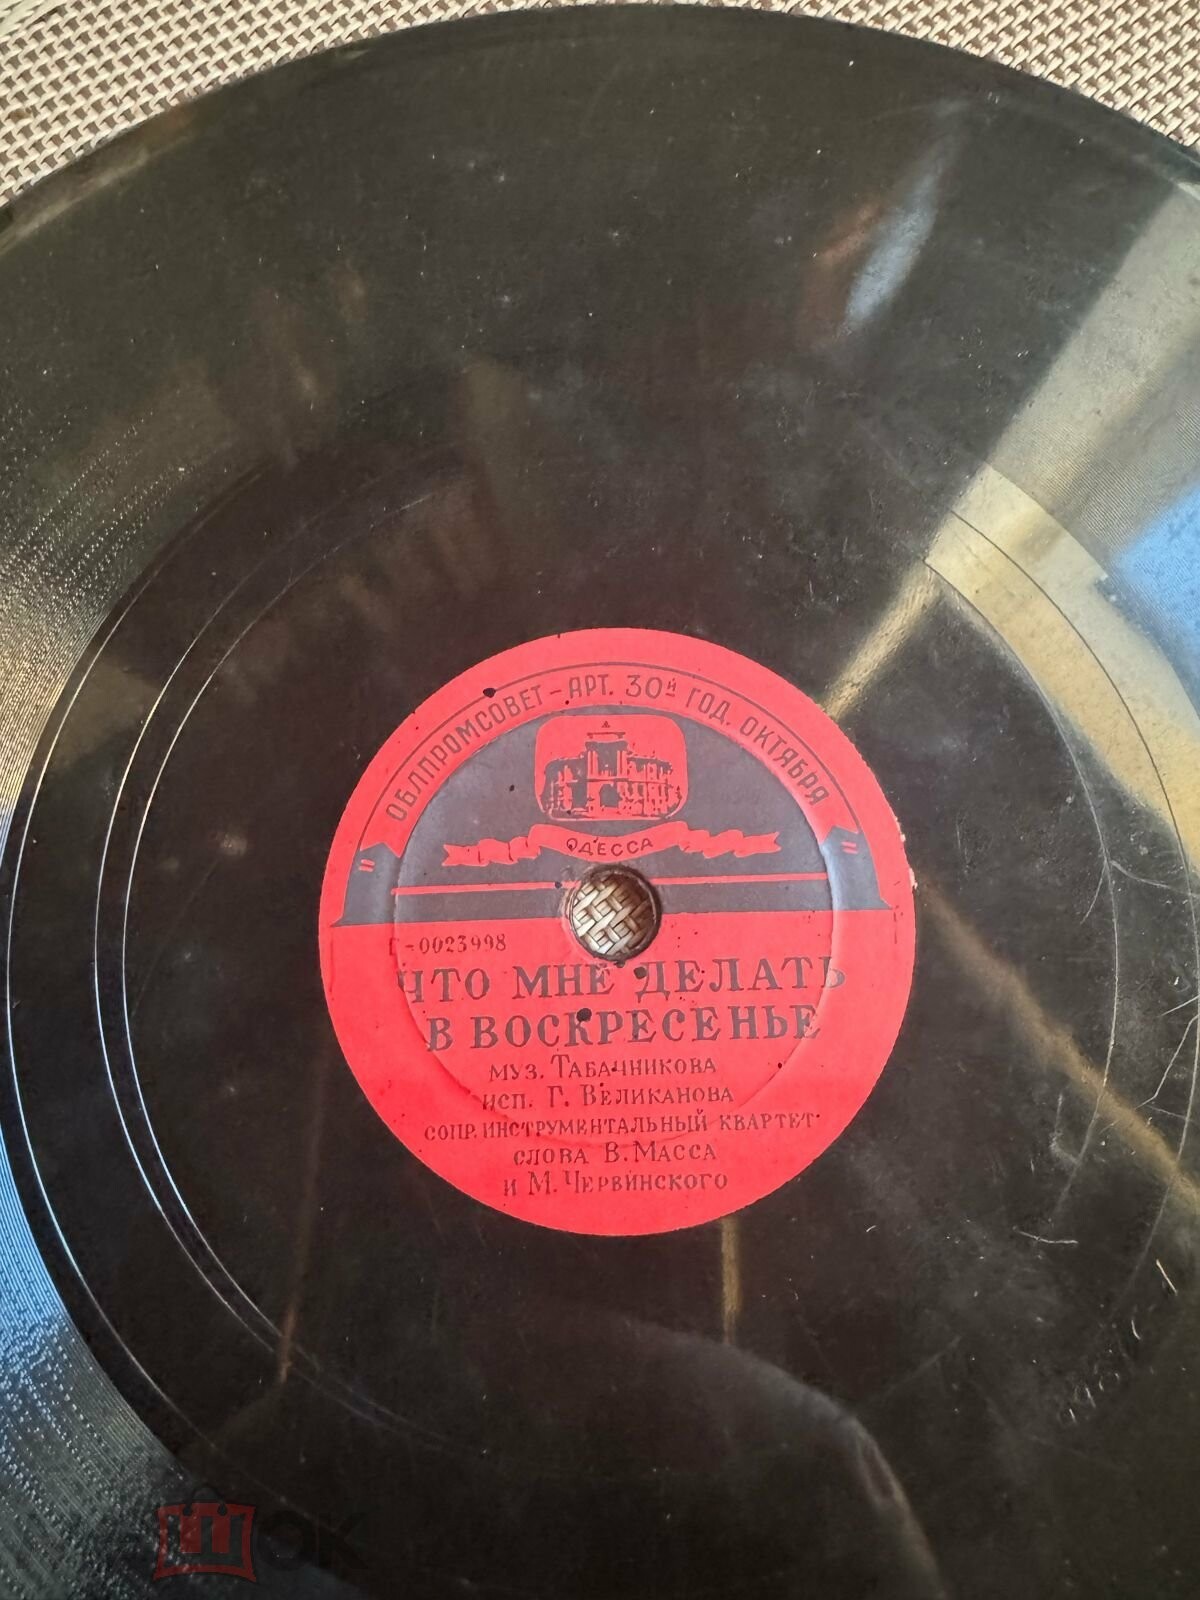 " ОБЛПРОМСОВЕТ – АРТ. 30й ГОД. ОКТЯБРЯ "
ОДЕССА
Г-0023998
ЧТО МНЕ ДЕЛАТЬ
В ВОСКРЕСЕНЬЕ
МУЗ. ТАБАЧНИКОВА
ИСП. Г. ВЕЛИКАНОВА
СОПР. ИНСТРУМЕНТАЛЬНЫЙ КВАРТЕТ
СЛОВА В. МАССА
И М. ЧЕРВИНСКОГО